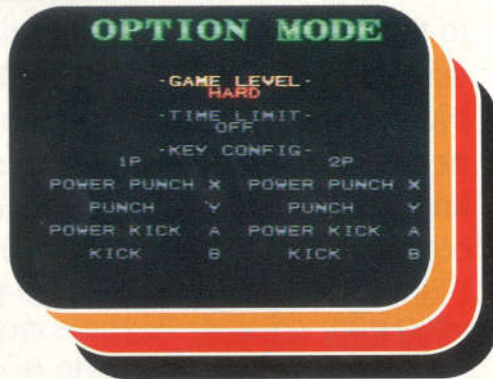 OPTION MODE
-GAME LEVEL-
HARD
-TIME LIMIT-
OFF
-KEY CONFIG-
1P 2P
POWER PUNCH X POWER PUNCH X
PUNCH Y PUNCH Y
POWER KICK A POWER KICK A
KICK B KICK B